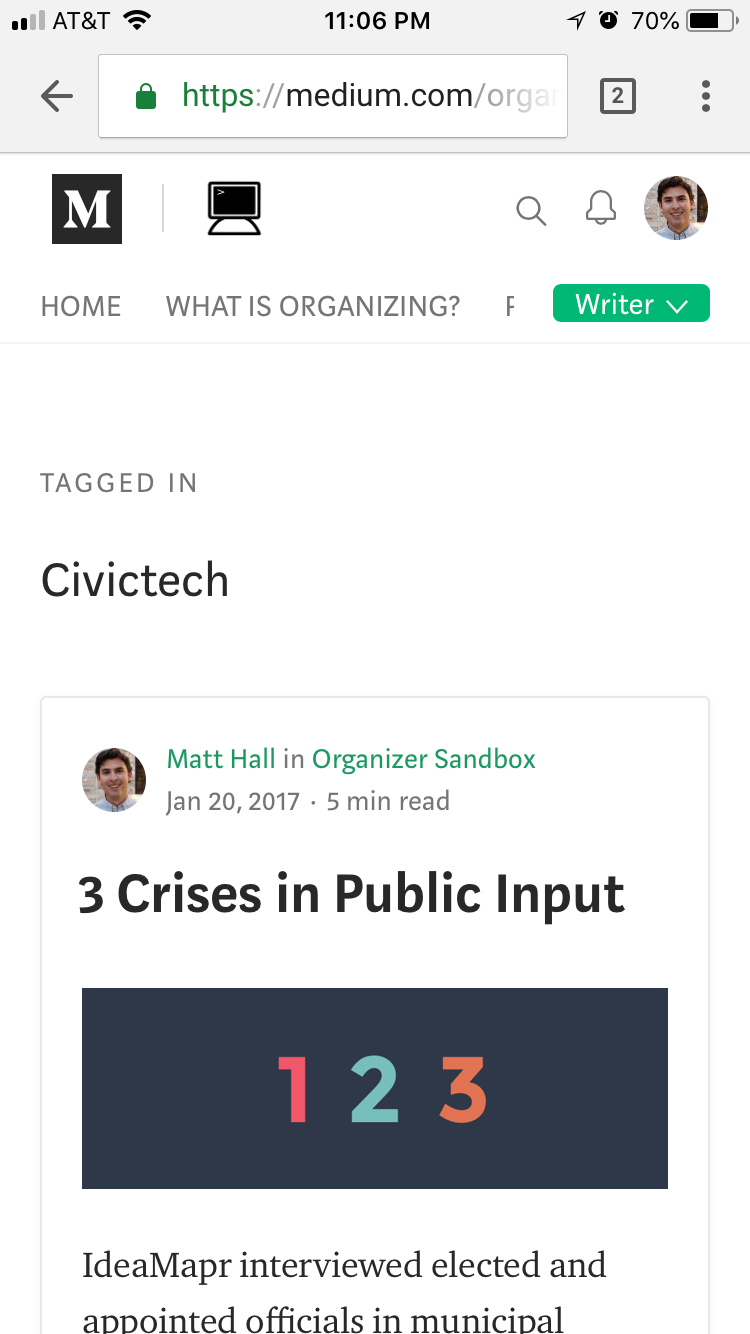 AT&T 11:06 PM 70%
https://medium.com/organ 2
M >
HOME WHAT IS ORGANIZING? Writer
TAGGED IN
Civictech
Matt Hall in Organizer Sandbox
Jan 20, 2017 · 5 min read
3 Crises in Public Input
1 2 3
IdeaMapr interviewed elected and
appointed officials in municipal